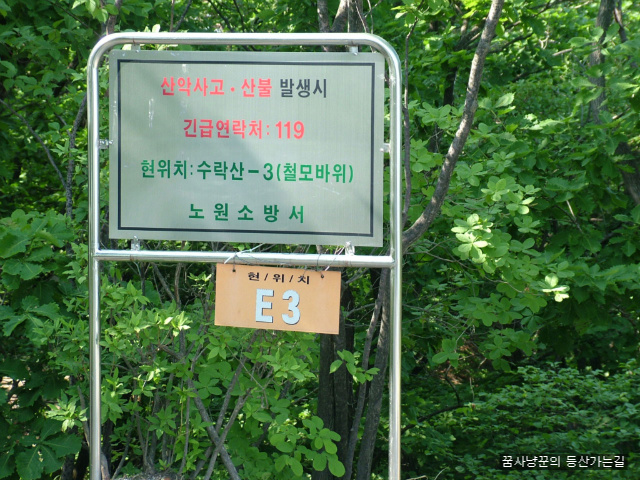 산악사고 · 산불 발생시
긴급연락처 : 119
현위치 : 수락산 - 3 (철모바위)
노원소방서
현/위/치
E3
꿈사냥꾼의 등산가는길